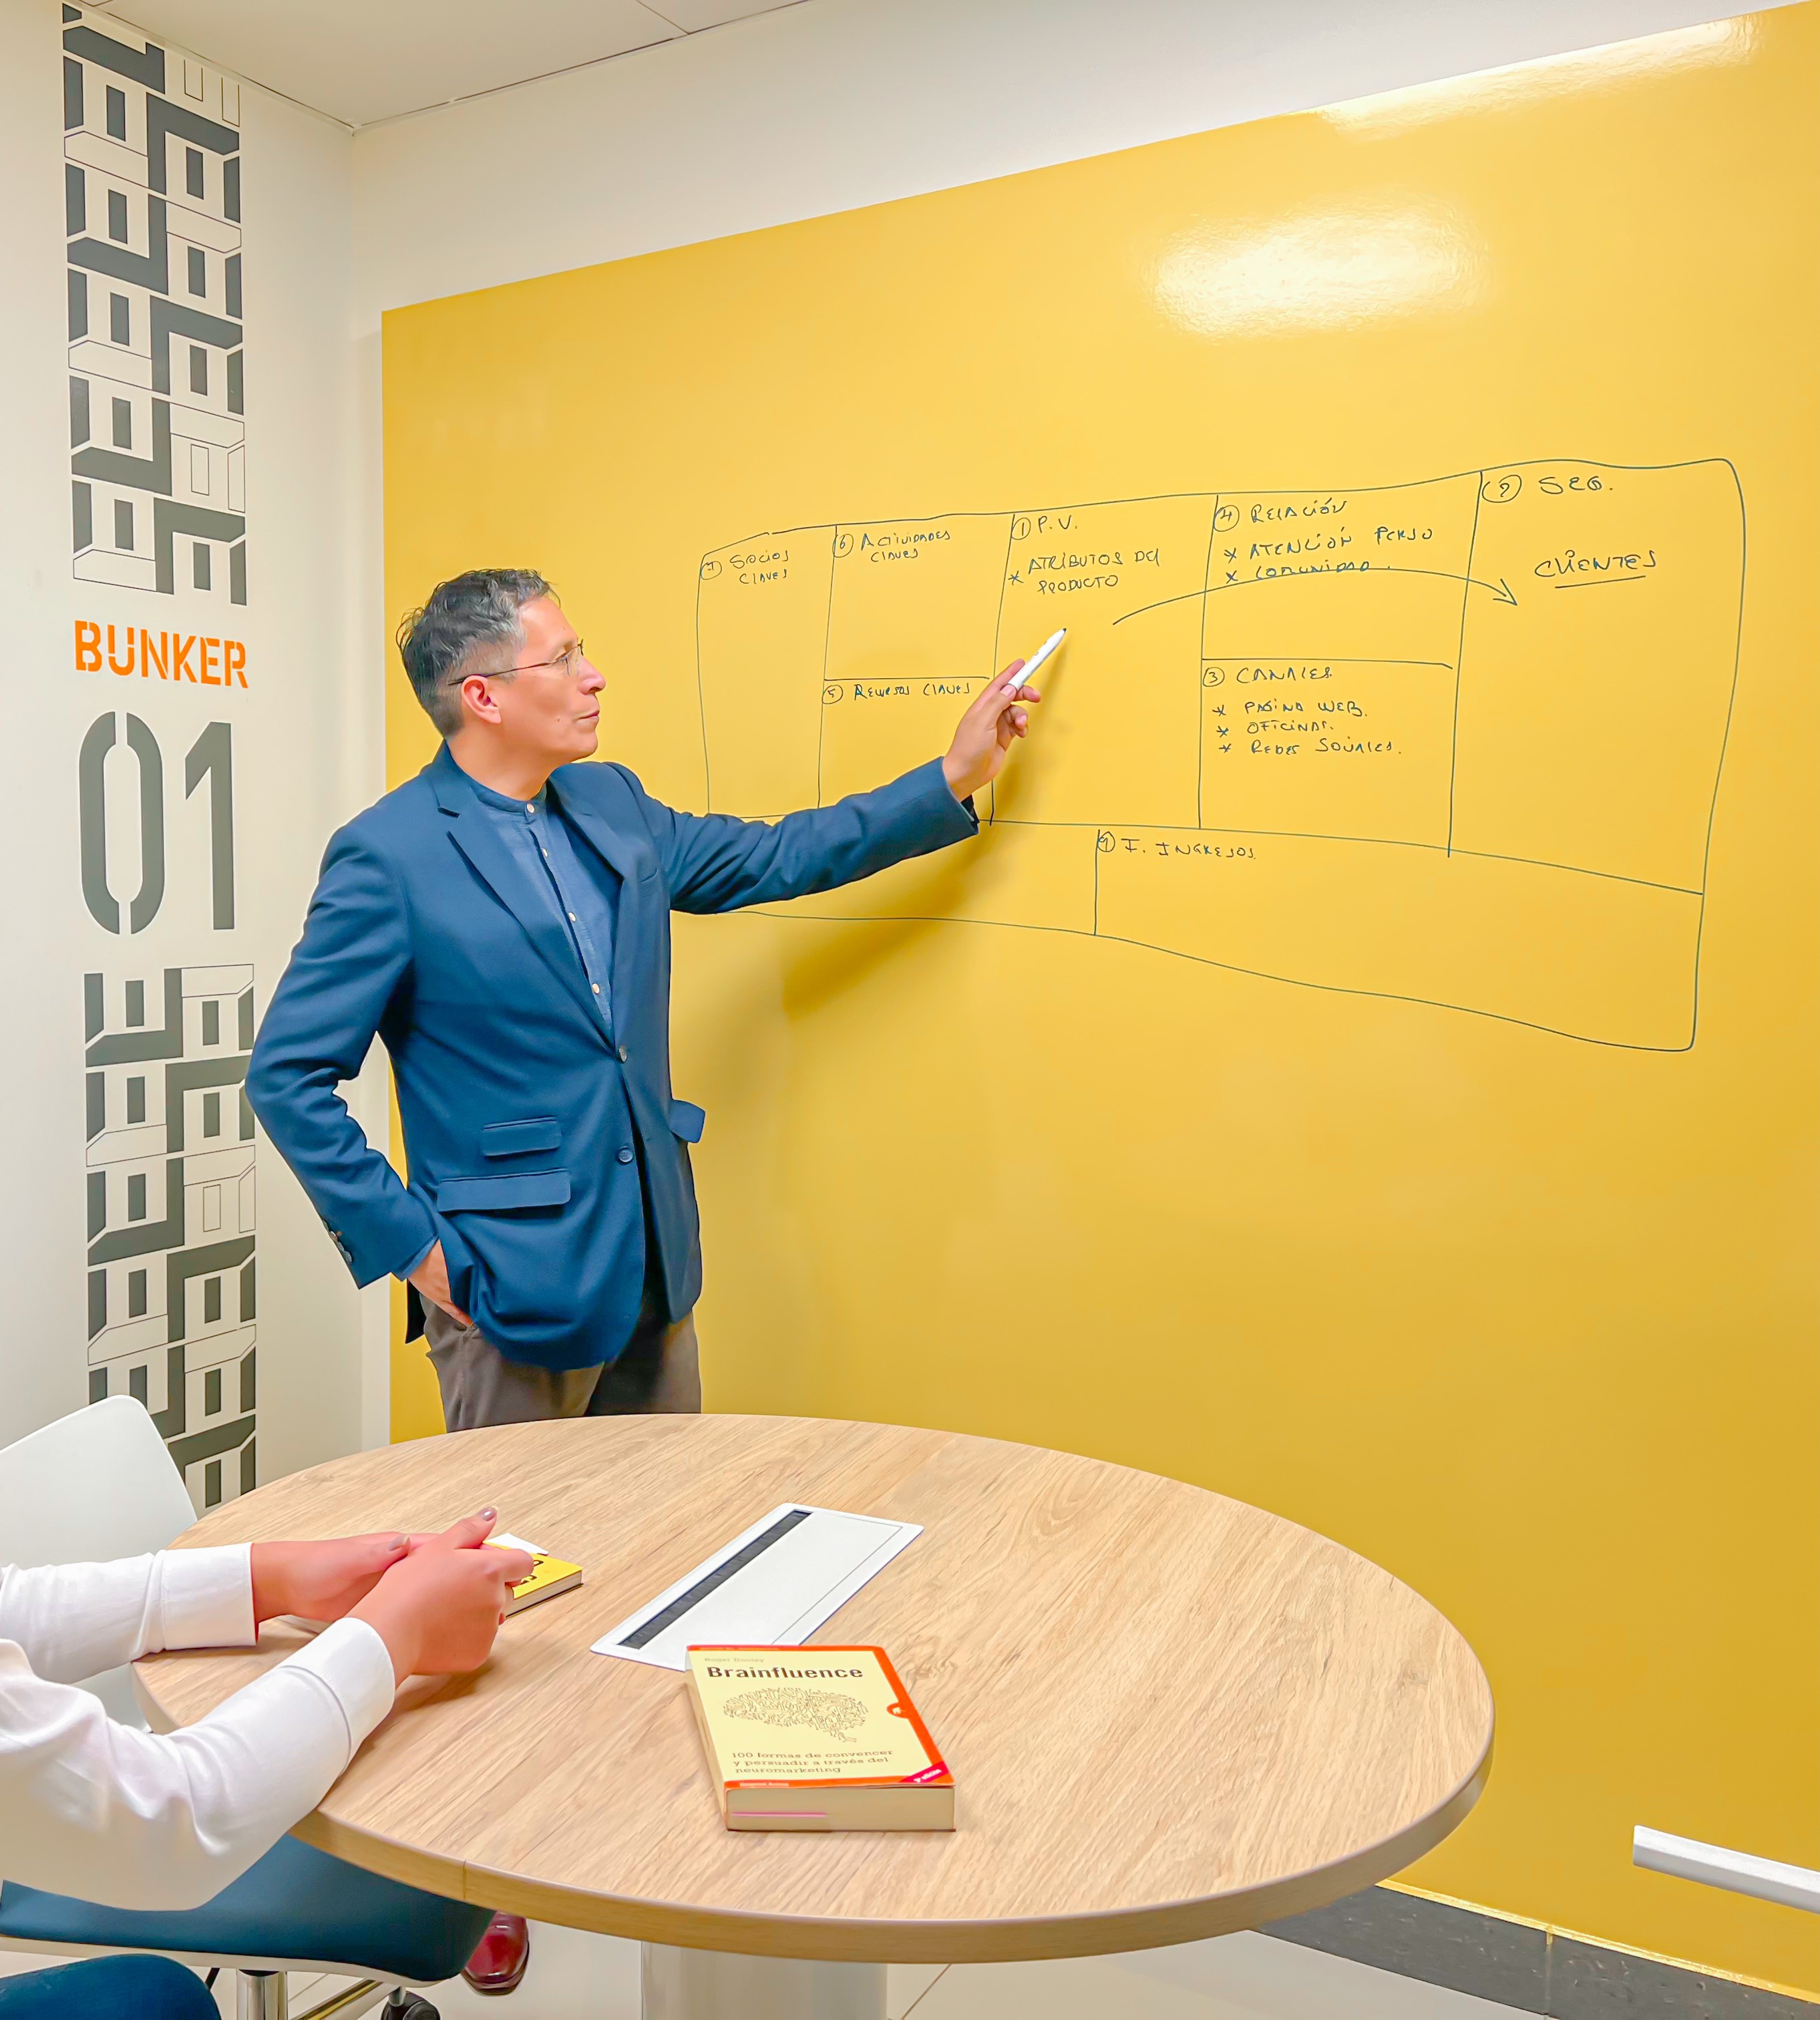 BUNKER
01
7 SOCIOS
CLAVES
6 ACTIVIDADES
CLAVES
5 RECURSOS CLAVES
1 P.V.
* ATRIBUTOS DEL
PRODUCTO
4 RELACIÓN
* ATENCIÓN PERSO
* COMUNIDAD.
3 CANALES
* PAGINA WEB.
* OFICINAS.
* REDES SOCIALES.
2 SEG.
CLIENTES
9 I. INGRESOS
Roger Dooley
Brainfluence
100 formas de convencer
y persuadir a través del
neuromarketing